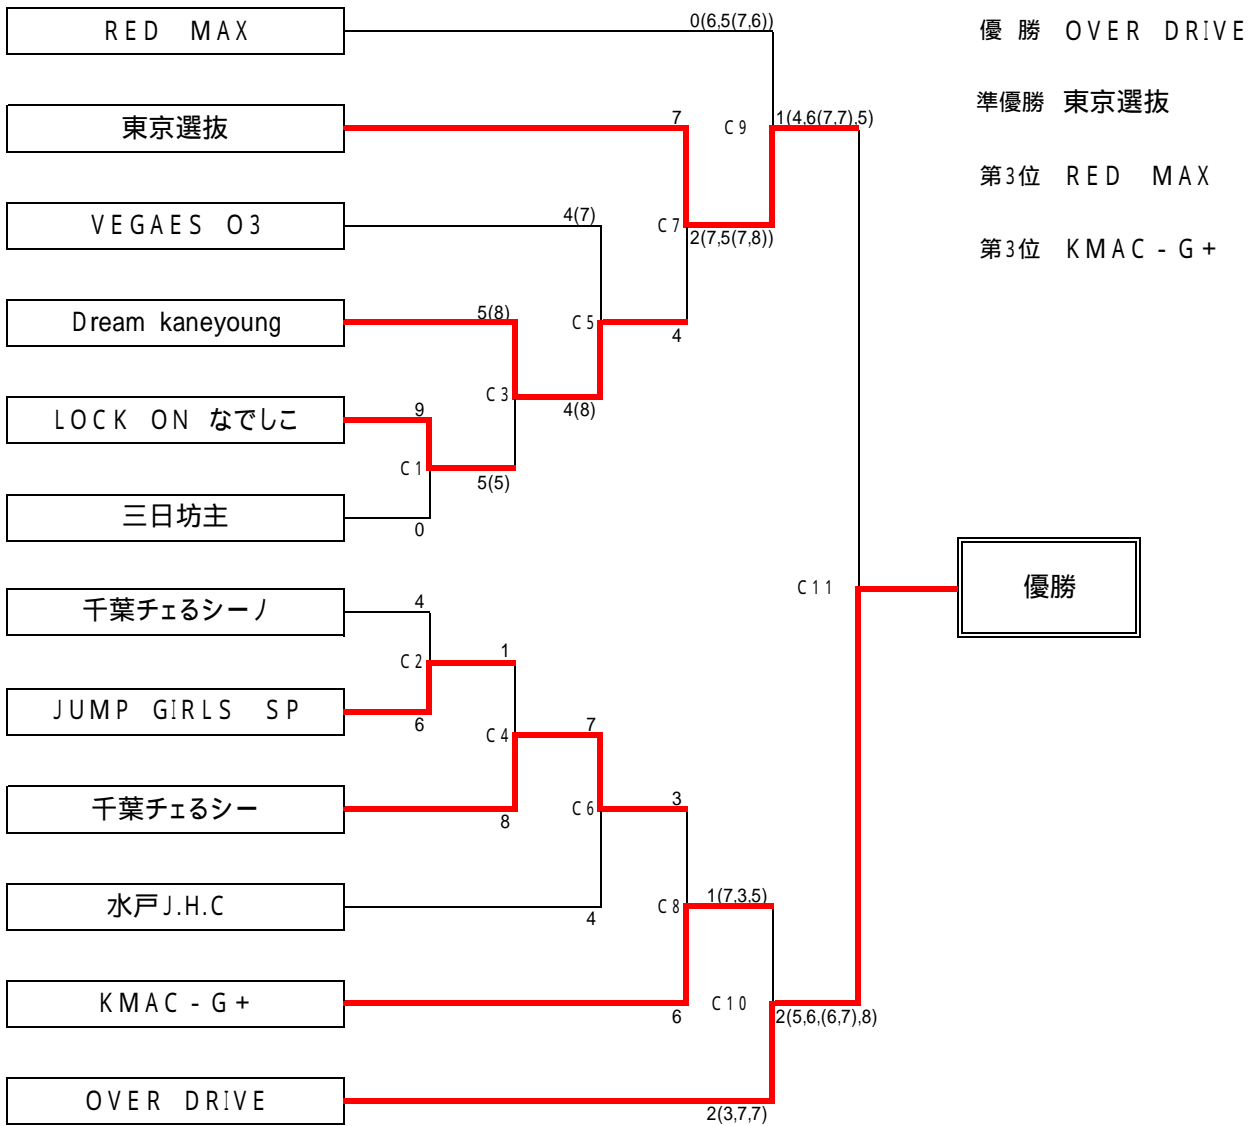 RED MAX
0(6,5(7,6))
優 勝 OVER DRIVE
準優勝 東京選抜
東京選抜
7
C9
1(4,6(7,7),5)
第3位 RED MAX
VEGAES O3
4(7)
C7
2(7,5(7,8))
第3位 KMAC-G+
Dream kaneyoung
5(8)
C5
4
C3
4(8)
LOCK ON なでしこ
9
C1
5(5)
三日坊主
0
C11
優勝
千葉チェるシーノ
4
C2
1
JUMP GIRLS SP
6
C4
7
千葉チェるシー
8
C6
3
水戸J.H.C
4
C8
1(7,3,5)
KMAC-G+
6
C10
2(5,6,(6,7),8)
OVER DRIVE
2(3,7,7)